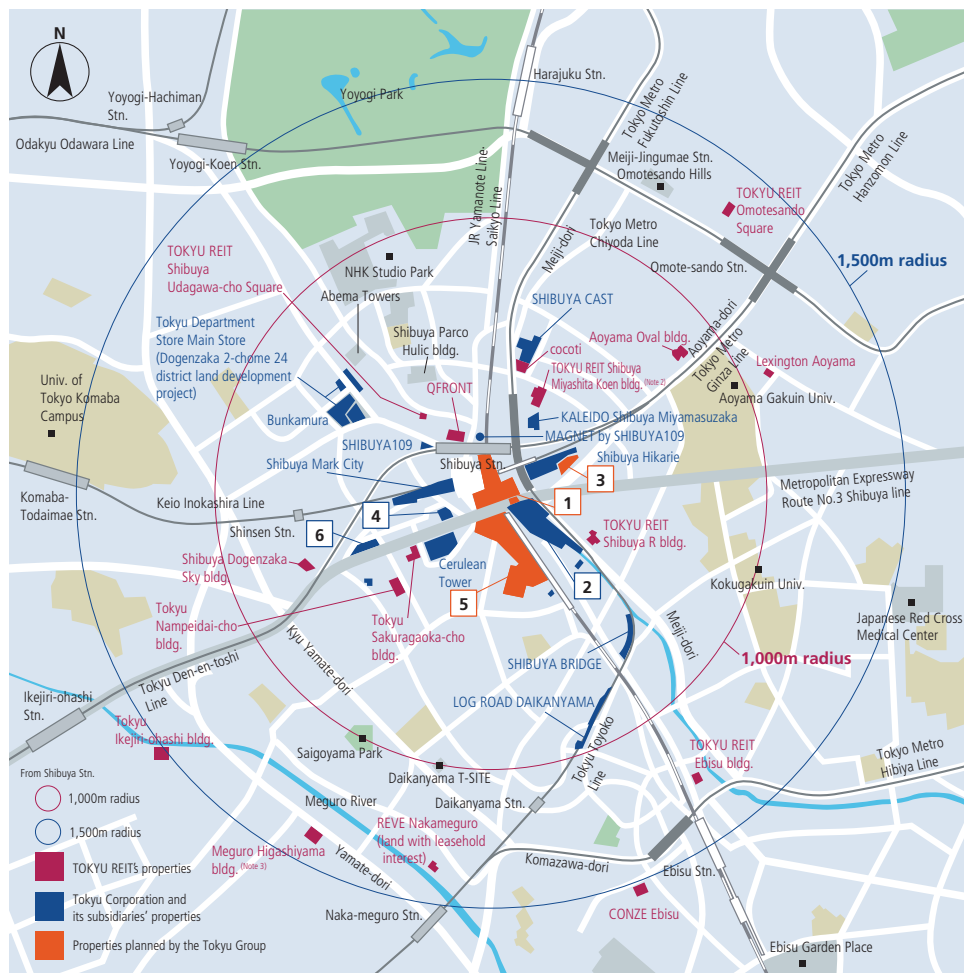 N
Yoyogi-Hachiman
Stn.
Odakyu Odawara Line
Yoyogi-Koen Stn.
Yoyogi Park
Harajuku Stn.
Tokyo Metro
Fukutoshin Line
Meiji-Jingumae Stn.
Omotesando Hills
TOKYU REIT
Omotesando
Square
Tokyo Metro
Hanzomon Line
JR Yamanote Line·
Saikyo Line
Meiji-dori
Tokyo Metro
Chiyoda Line
Omote-sando Stn.
1,500m radius
TOKYU REIT
Shibuya
Udagawa-cho Square
NHK Studio Park
Abema Towers
Shibuya Parco
Hulic bldg.
SHIBUYA CAST
Aoyama-dori
Tokyo Metro
Ginza Line
Tokyu Department
Store Main Store
(Dogenzaka 2-chome 24
district land development
project)
cocoti
Aoyama Oval bldg.
TOKYU REIT Shibuya
Miyashita Koen bldg. (Note 2)
Lexington Aoyama
Aoyama Gakuin Univ.
Univ. of
Tokyo Komaba
Campus
QFRONT
Bunkamura
KALEIDO Shibuya Miyamasuzaka
MAGNET by SHIBUYA109
SHIBUYA109
Shibuya Stn.
Shibuya Hikarie
Shibuya Mark City
3
Metropolitan Expressway
Route No.3 Shibuya line
Komaba-
Todaimae Stn.
Keio Inokashira Line
1
4
Shinsen Stn.
6
TOKYU REIT
Shibuya R bldg.
Shibuya Dogenzaka
Sky bldg.
Cerulean
Tower
2
5
Kokugakuin Univ.
Tokyu
Nampeidai-cho
bldg.
Tokyu
Sakuragaoka-cho
bldg.
Meiji-dori
Japanese Red Cross
Medical Center
Kyu Yamate-dori
SHIBUYA BRIDGE
1,000m radius
Tokyu Den-en-toshi
Line
Ikejiri-ohashi
Stn.
LOG ROAD DAIKANYAMA
Tokyu
Ikejiri-ohashi bldg.
Saigoyama Park
Tokyu Toyoko
Line
TOKYU REIT
Ebisu bldg.
Tokyo Metro
Hibiya Line
Daikanyama T-SITE
From Shibuya Stn.
1,000m radius
1,500m radius
Meguro River
Daikanyama Stn.
REVE Nakameguro
(land with leasehold
interest)
Meguro Higashiyama
bldg. (Note 3)
Yamate-dori
Komazawa-dori
Ebisu Stn.
TOKYU REIT's properties
Tokyu Corporation and
its subsidiaries' properties
Naka-meguro Stn.
CONZE Ebisu
Properties planned by the Tokyu Group
Ebisu Garden Place